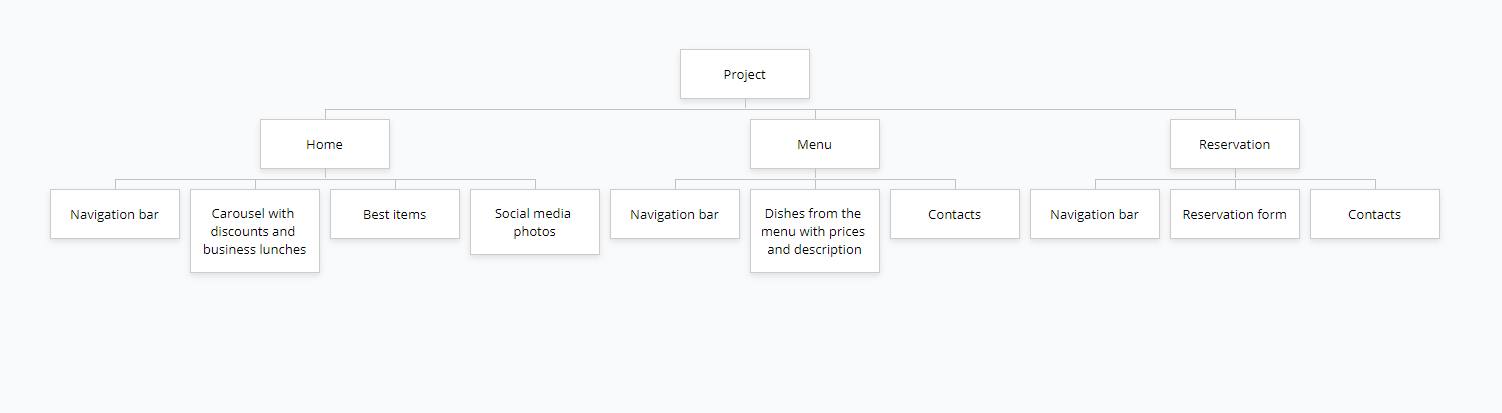 Project
Home
Menu
Reservation
Navigation bar
Carousel with
discounts and
business lunches
Best items
Social media
photos
Navigation bar
Dishes from the
menu with prices
and description
Contacts
Navigation bar
Reservation form
Contacts